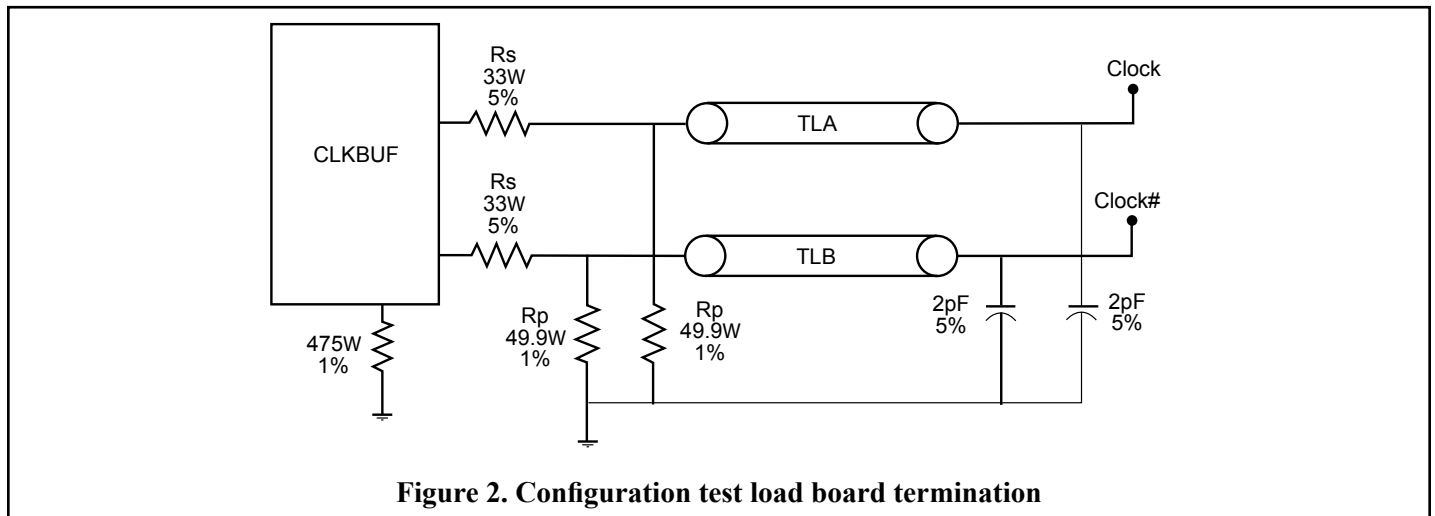 Rs
33W
5%
Clock
TLA
CLKBUF
Rs
33W
5%
Clock#
TLB
475W
1%
Rp
49.9W
1%
Rp
49.9W
1%
2pF
5%
2pF
5%
Figure 2. Configuration test load board termination